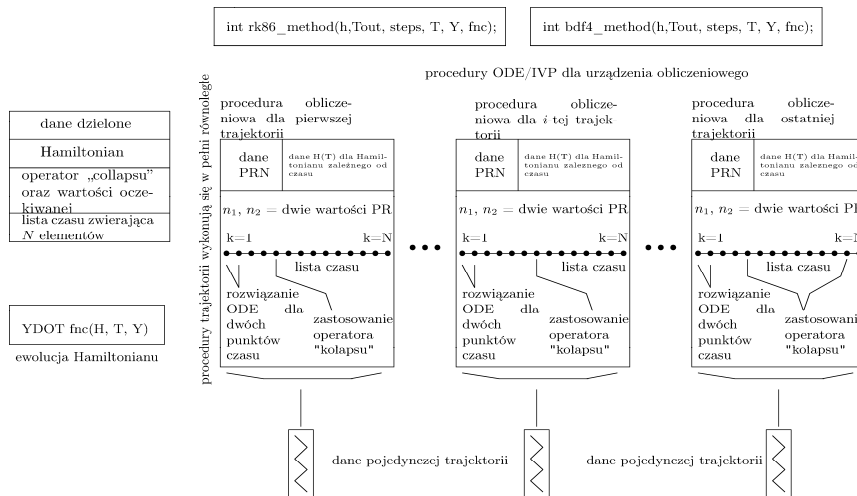 int rk86_method(h,Tout, steps, T, Y, fnc);
int bdf4_method(h,Tout, steps, T, Y, fnc);
procedury ODE/IVP dla urządzenia obliczeniowego
dane dzielone
Hamiltonian
operator „collapsu”
oraz wartości ocze-
kiwanej
lista czasu zwierająca
N elementów
YDOT fnc(H, T, Y)
ewolucja Hamiltonianu
procedury trajektorii wykonują się w pełni równolegle
procedura oblicze-
niowa dla pierwszej
trajektorii
dane
PRN
dane H(T) dla Hamil-
tonianu zależnego od
czasu
n1, n2 = dwie wartości PR
k=1 k=N
lista czasu
rozwiązanie
ODE dla
dwóch
punktów
czasu
zastosowanie
operatora
"kolapsu"
procedura oblicze-
niowa dla i tej trajek
torii
dane
PRN
dane H(T) dla Hamil-
tonianu zależnego od
czasu
n1, n2 = dwie wartości PR
k=1 k=N
lista czasu
rozwiązanie
ODE dla
dwóch
punktów
czasu
zastosowanie
operatora
"kolapsu"
procedura oblicze-
niowa dla ostatniej
trajektorii
dane
PRN
dane H(T) dla Hamil-
tonianu zależnego od
czasu
n1, n2 = dwie wartości PR
k=1 k=N
lista czasu
rozwiązanie
ODE dla
dwóch
punktów
czasu
zastosowanie
operatora
"kolapsu"
dane pojedynczej trajektorii
dane pojedynczej trajektorii